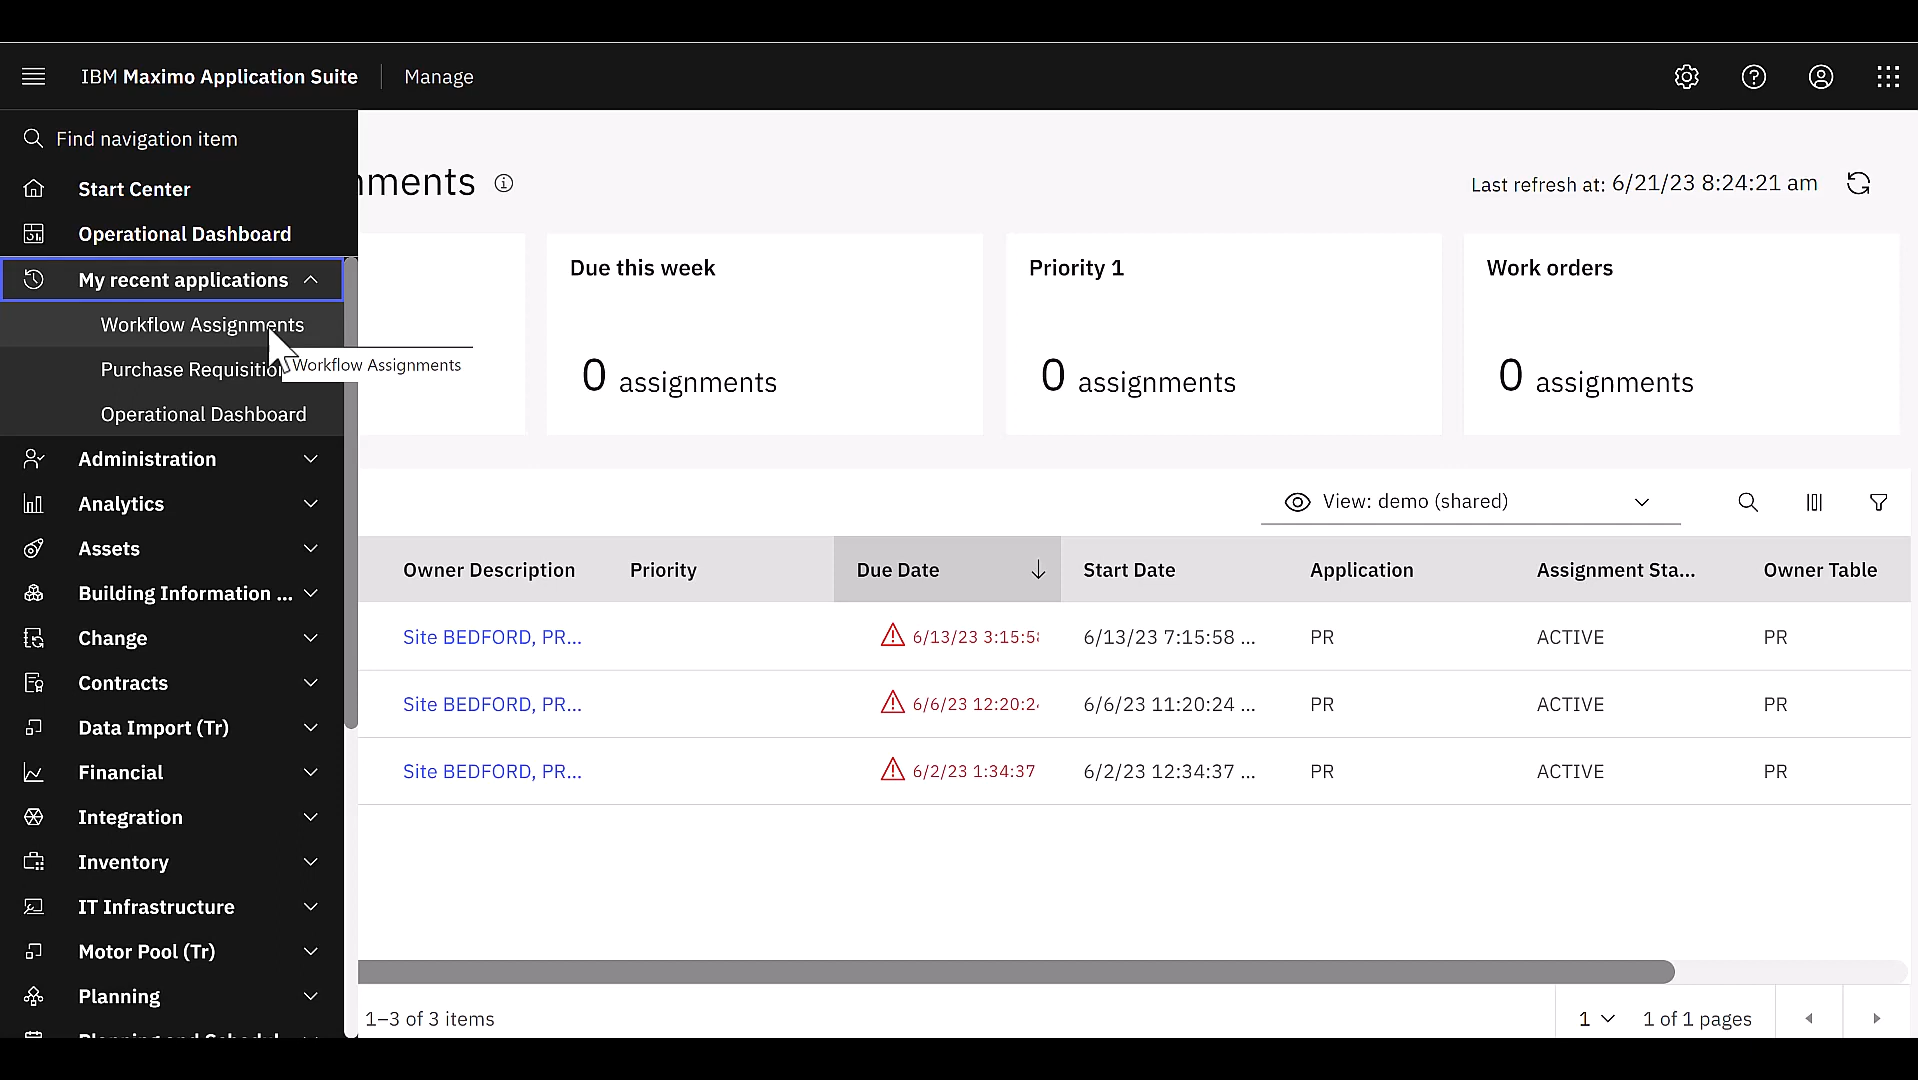 IBM Maximo Application Suite Manage
Find navigation item
Start Center
Operational Dashboard
My recent applications
Workflow Assignments
Workflow Assignments
Purchase Requisitio
Operational Dashboard
Administration
Analytics
Assets
Building Information ...
Change
Contracts
Data Import (Tr)
Financial
Integration
Inventory
IT Infrastructure
Motor Pool (Tr)
Planning
nments
Last refresh at: 6/21/23 8:24:21 am
Due this week
0 assignments
Priority 1
0 assignments
Work orders
0 assignments
View: demo (shared)
Owner Description Priority Due Date Start Date Application Assignment Sta... Owner Table
Site BEDFORD, PR... 6/13/23 3:15:58 6/13/23 7:15:58 ... PR ACTIVE PR
Site BEDFORD, PR... 6/6/23 12:20:24 6/6/23 11:20:24 ... PR ACTIVE PR
Site BEDFORD, PR... 6/2/23 1:34:37 6/2/23 12:34:37 ... PR ACTIVE PR
1–3 of 3 items 1 1 of 1 pages